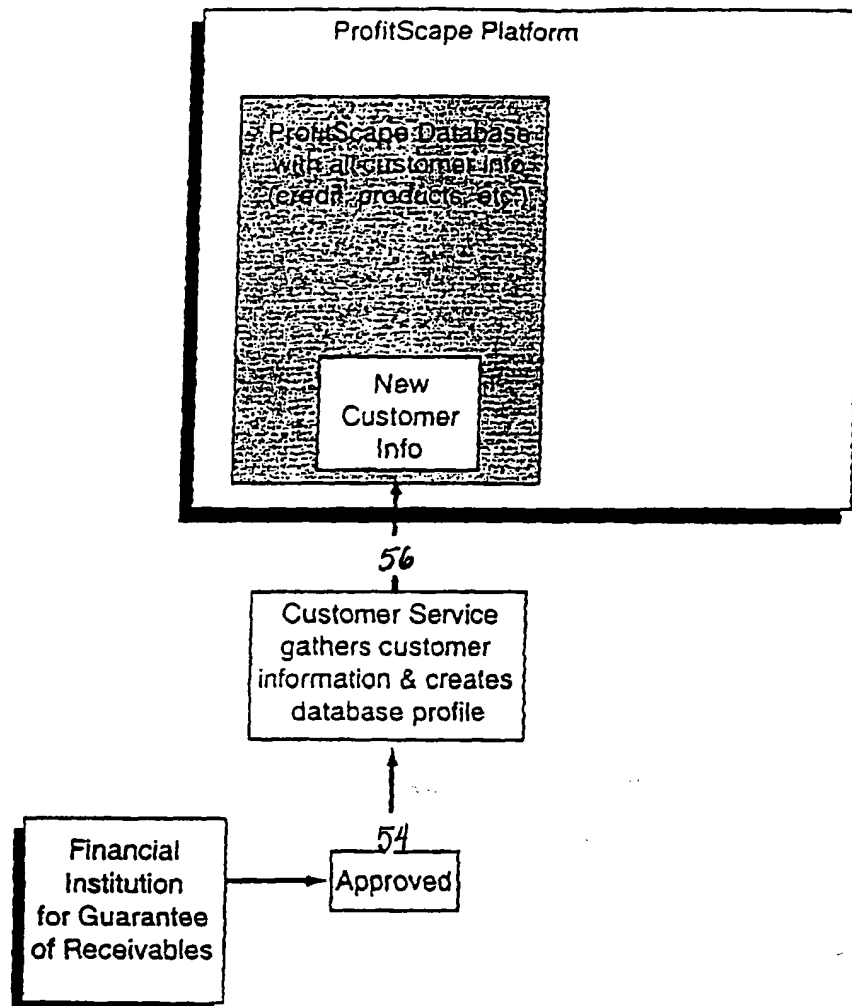 ProfitScape Platform
ProfitScape Database
with all customer info
(credit, products, etc.)
New
Customer
Info
56
Customer Service
gathers customer
information & creates
database profile
54
Approved
Financial
Institution
for Guarantee
of Receivables